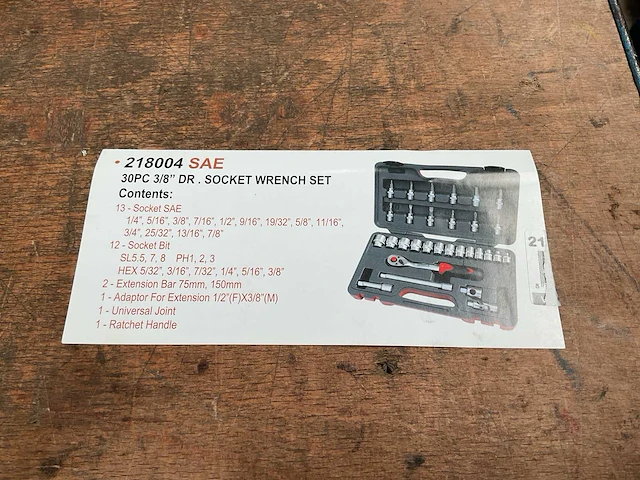 • 218004 SAE
30PC 3/8” DR . SOCKET WRENCH SET
Contents:
13 - Socket SAE
1/4”, 5/16”, 3/8”, 7/16”, 1/2”, 9/16”, 19/32”, 5/8”, 11/16”,
3/4”, 25/32”, 13/16”, 7/8”
12 - Socket Bit
SL5.5, 7, 8 PH1, 2, 3
HEX 5/32”, 3/16”, 7/32”, 1/4”, 5/16”, 3/8”
2 - Extension Bar 75mm, 150mm
1 - Adaptor For Extension 1/2”(F)X3/8”(M)
1 - Universal Joint
1 - Ratchet Handle
21